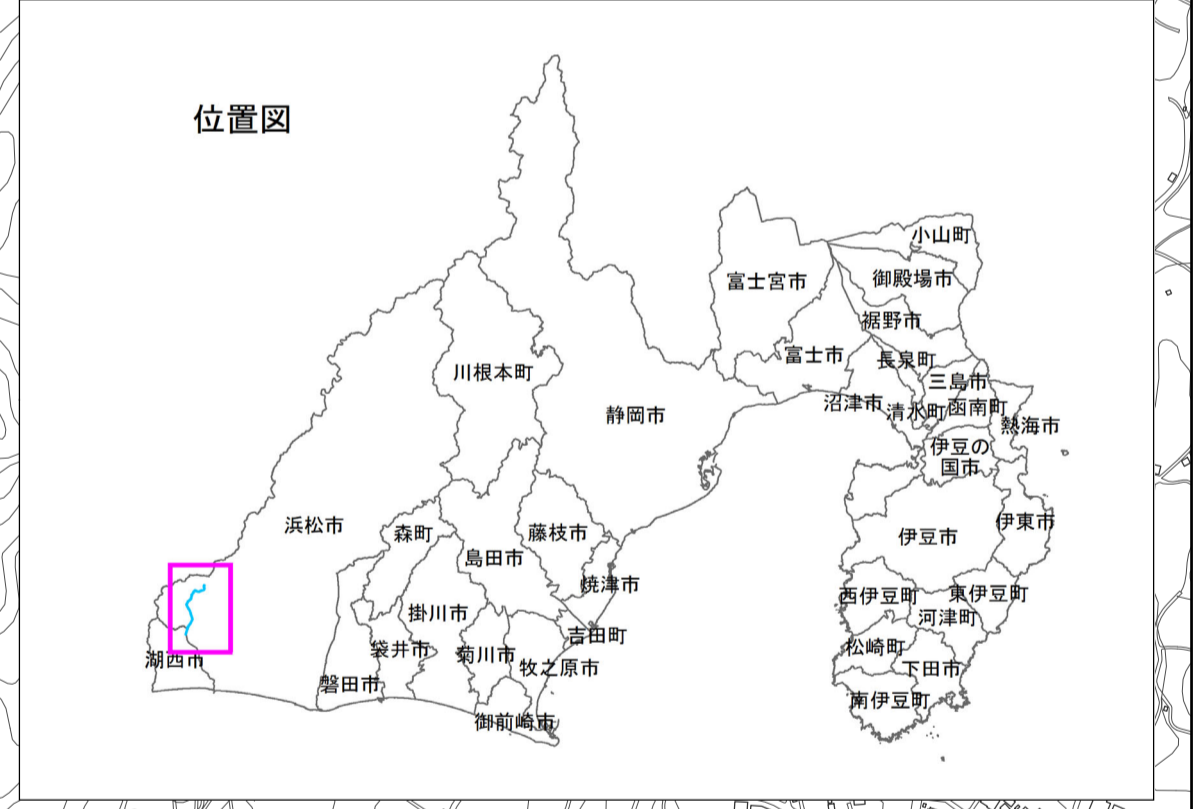 位置図
小山町
富士宮市
御殿場市
裾野市
富士市
長泉町
川根本町
三島市
沼津市
清水町
函南町
静岡市
熱海市
伊豆の
国市
浜松市
森町
藤枝市
伊東市
伊豆市
島田市
焼津市
西伊豆町
東伊豆町
掛川市
河津町
吉田町
袋井市
菊川市
松崎町
湖西市
牧之原市
下田市
磐田市
南伊豆町
御前崎市